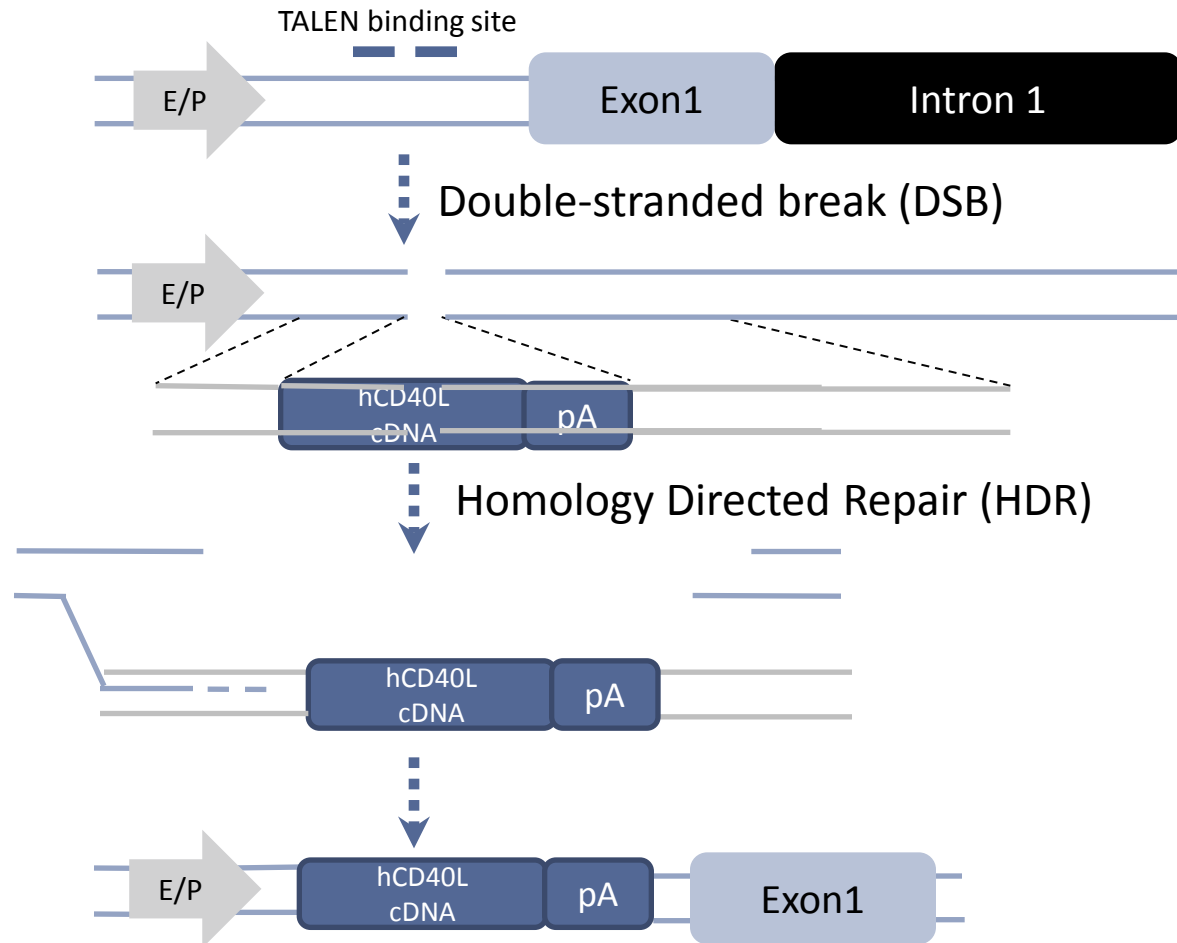 TALEN binding site
E/P
Exon1
Intron 1
Double-stranded break (DSB)
E/P
hCD40L
cDNA
pA
Homology Directed Repair (HDR)
hCD40L
cDNA
pA
E/P
hCD40L
cDNA
pA
Exon1